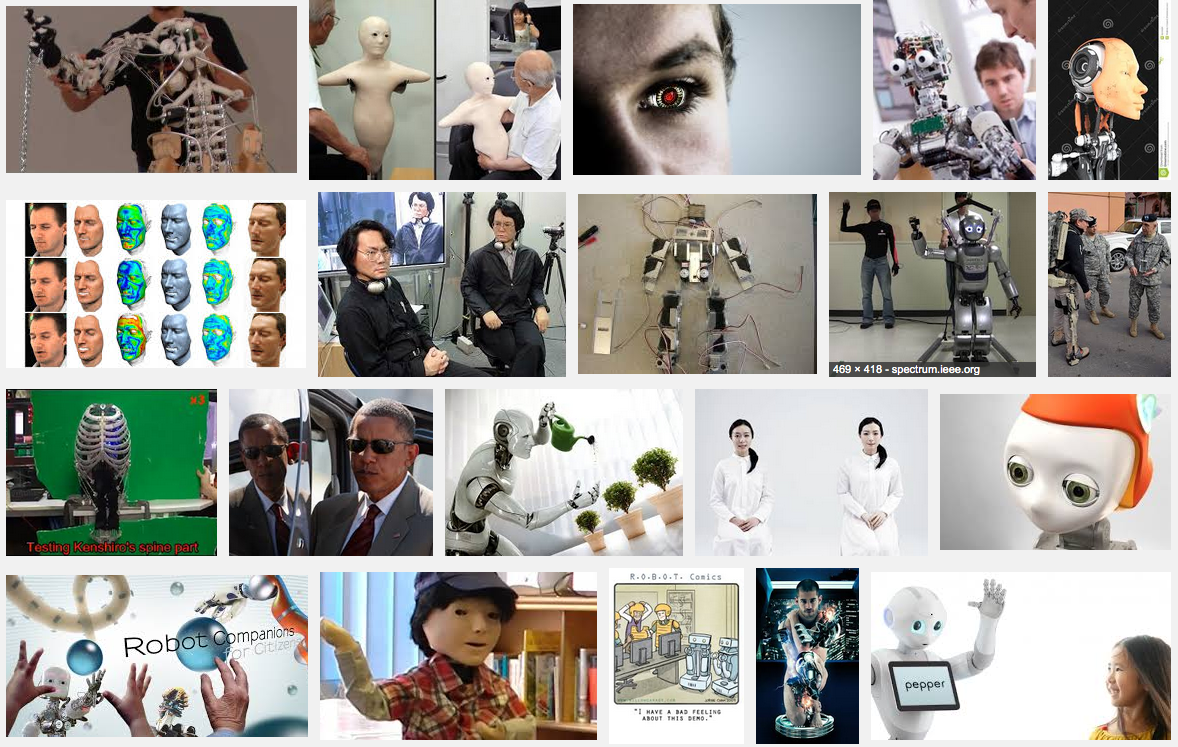 469 × 418 - spectrum.ieee.org
x3
Testing Kenshiro's spine part
Robot Companions
for Citizens
R.O.B.O.T. Comics
"I HAVE A BAD FEELING
ABOUT THIS DEMO."
pepper